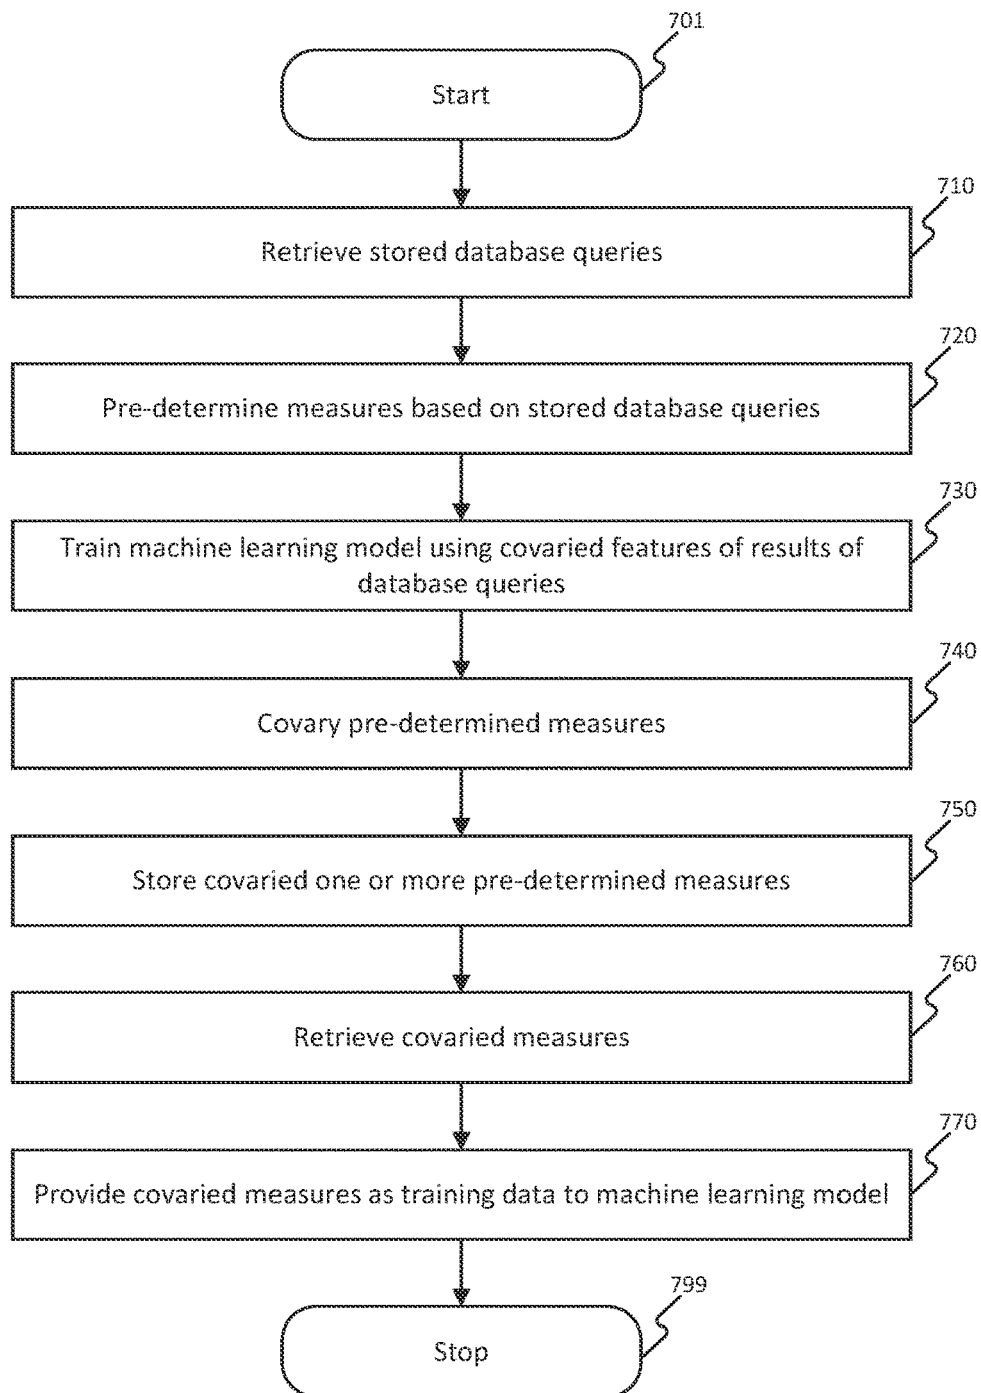 701
Start
710
Retrieve stored database queries
720
Pre-determine measures based on stored database queries
730
Train machine learning model using covaried features of results of
database queries
740
Covary pre-determined measures
750
Store covaried one or more pre-determined measures
760
Retrieve covaried measures
770
Provide covaried measures as training data to machine learning model
799
Stop